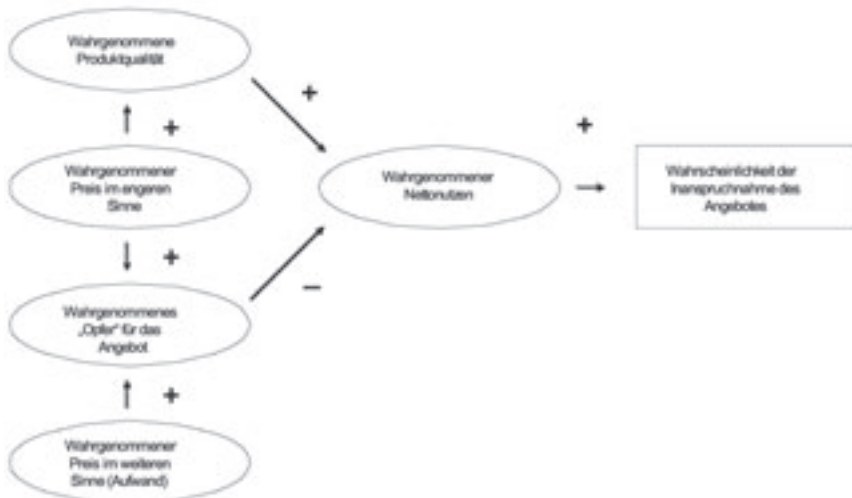 Wahrgenommene
Produktqualität
+
+
Wahrgenommener
Preis im engeren
Sinne
+
Wahrgenommener
Nettonutzen
+
Wahrscheinlichkeit der
Inanspruchnahme des
Angebotes
+
–
Wahrgenommenes
„Opfer“ für das
Angebot
+
Wahrgenommener
Preis im weiteren
Sinne (Aufwand)